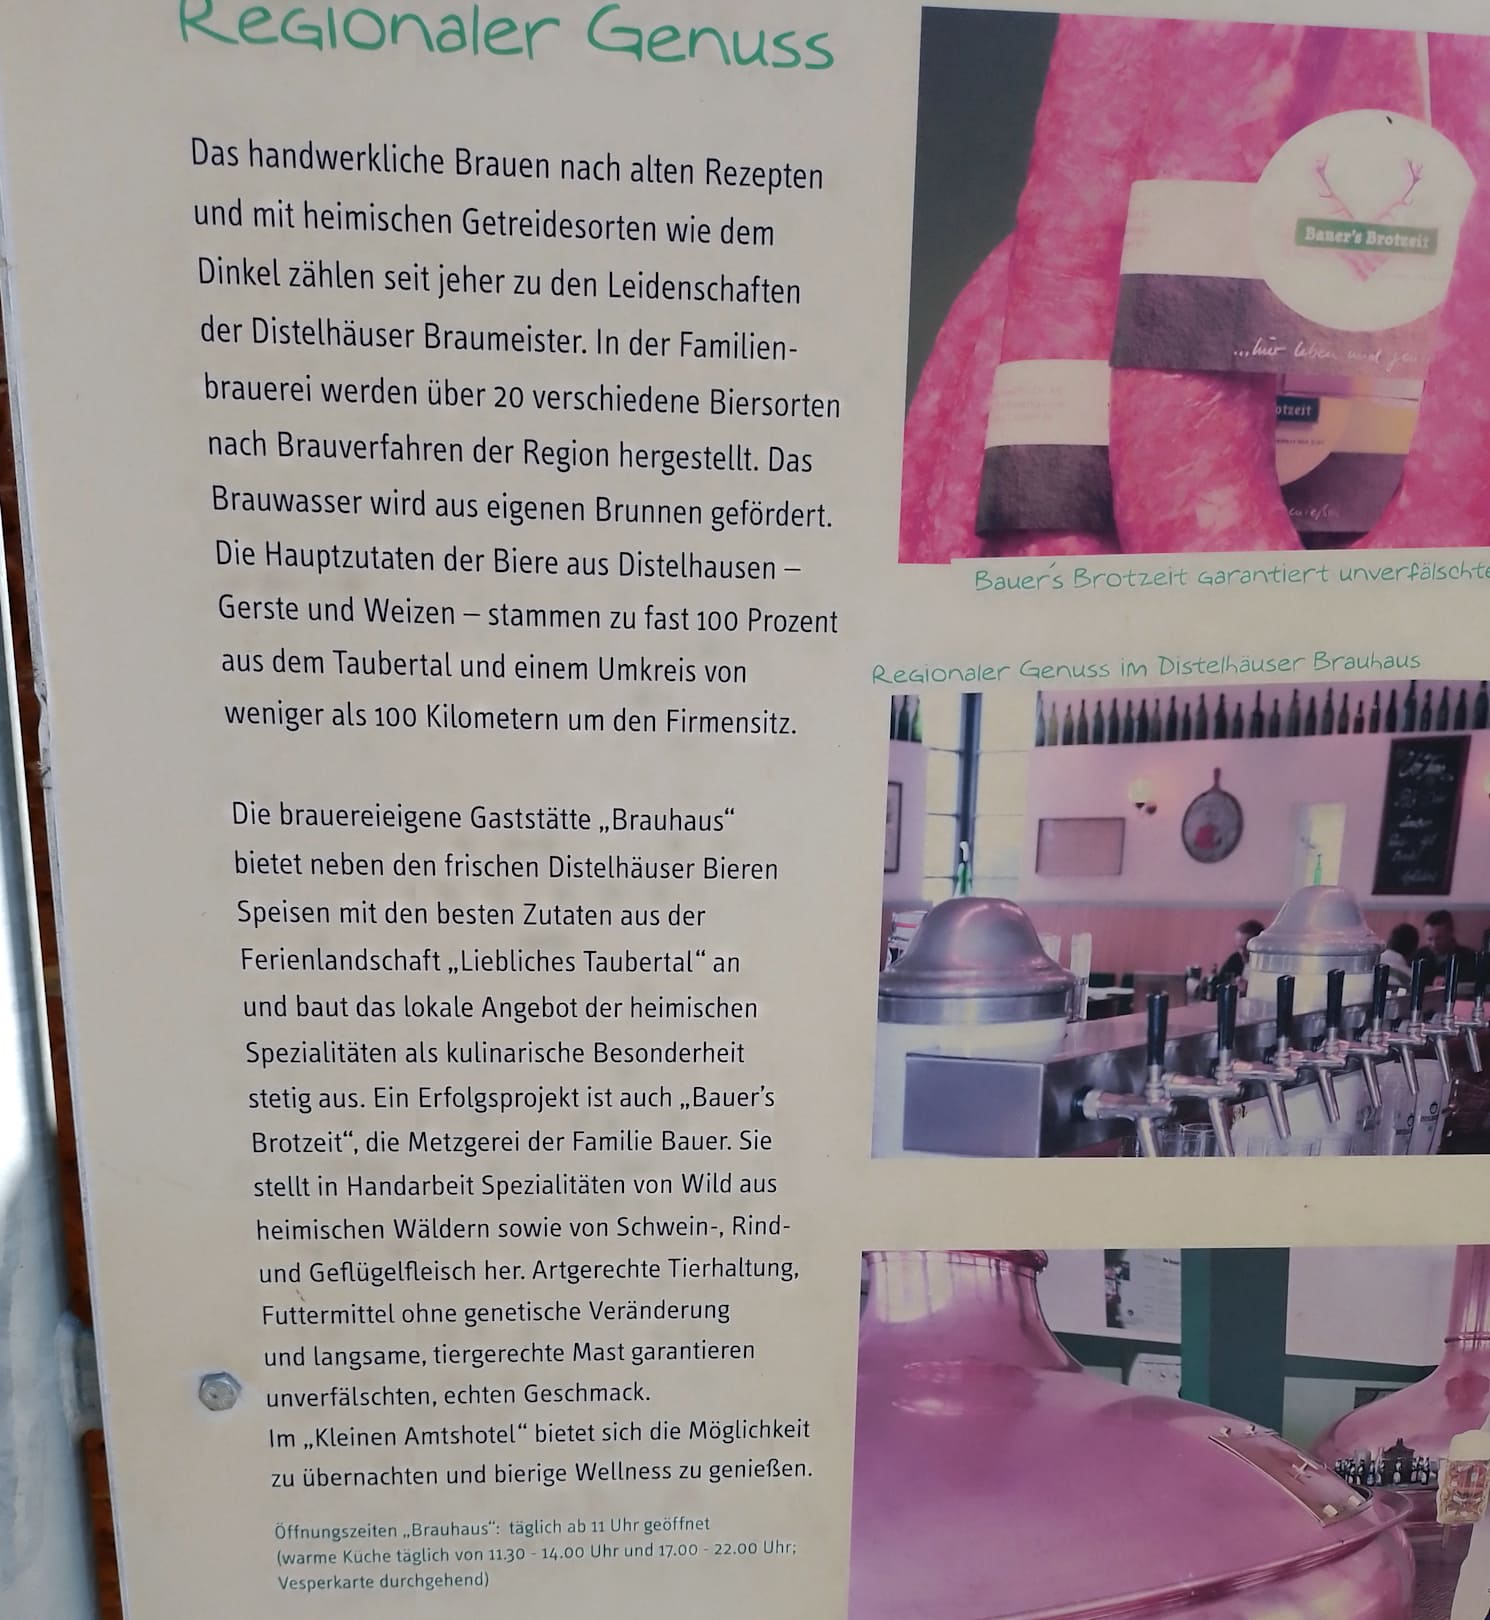 Regionaler Genuss
Das handwerkliche Brauen nach alten Rezepten
und mit heimischen Getreidesorten wie dem
Dinkel zählen seit jeher zu den Leidenschaften
der Distelhäuser Braumeister. In der Familien-
brauerei werden über 20 verschiedene Biersorten
nach Brauverfahren der Region hergestellt. Das
Brauwasser wird aus eigenen Brunnen gefördert.
Die Hauptzutaten der Biere aus Distelhausen –
Gerste und Weizen – stammen zu fast 100 Prozent
aus dem Taubertal und einem Umkreis von
weniger als 100 Kilometern um den Firmensitz.
Die brauereieigene Gaststätte „Brauhaus“
bietet neben den frischen Distelhäuser Bieren
Speisen mit den besten Zutaten aus der
Ferienlandschaft „Liebliches Taubertal“ an
und baut das lokale Angebot der heimischen
Spezialitäten als kulinarische Besonderheit
stetig aus. Ein Erfolgsprojekt ist auch „Bauer’s
Brotzeit“, die Metzgerei der Familie Bauer. Sie
stellt in Handarbeit Spezialitäten von Wild aus
heimischen Wäldern sowie von Schwein-, Rind-
und Geflügelfleisch her. Artgerechte Tierhaltung,
Futtermittel ohne genetische Veränderung
und langsame, tiergerechte Mast garantieren
unverfälschten, echten Geschmack.
Im „Kleinen Amtshotel“ bietet sich die Möglichkeit
zu übernachten und bierige Wellness zu genießen.
Öffnungszeiten „Brauhaus“: täglich ab 11 Uhr geöffnet
(warme Küche täglich von 11.30 - 14.00 Uhr und 17.00 - 22.00 Uhr;
Vesperkarte durchgehend)
Bauer's Brotzeit
...hier leben und
otzeit
Bauer's Brotzeit garantiert unverfälschte
Regionaler Genuss im Distelhäuser Brauhaus